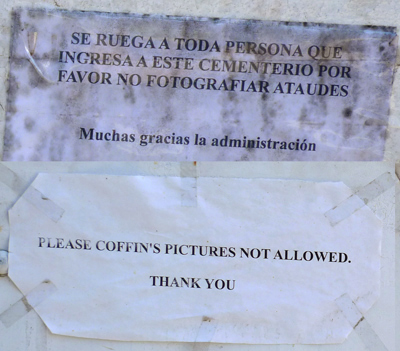 SE RUEGA A TODA PERSONA QUE
INGRESA A ESTE CEMENTERIO POR
FAVOR NO FOTOGRAFIAR ATAUDES
Muchas gracias la administración
PLEASE COFFIN'S PICTURES NOT ALLOWED.
THANK YOU